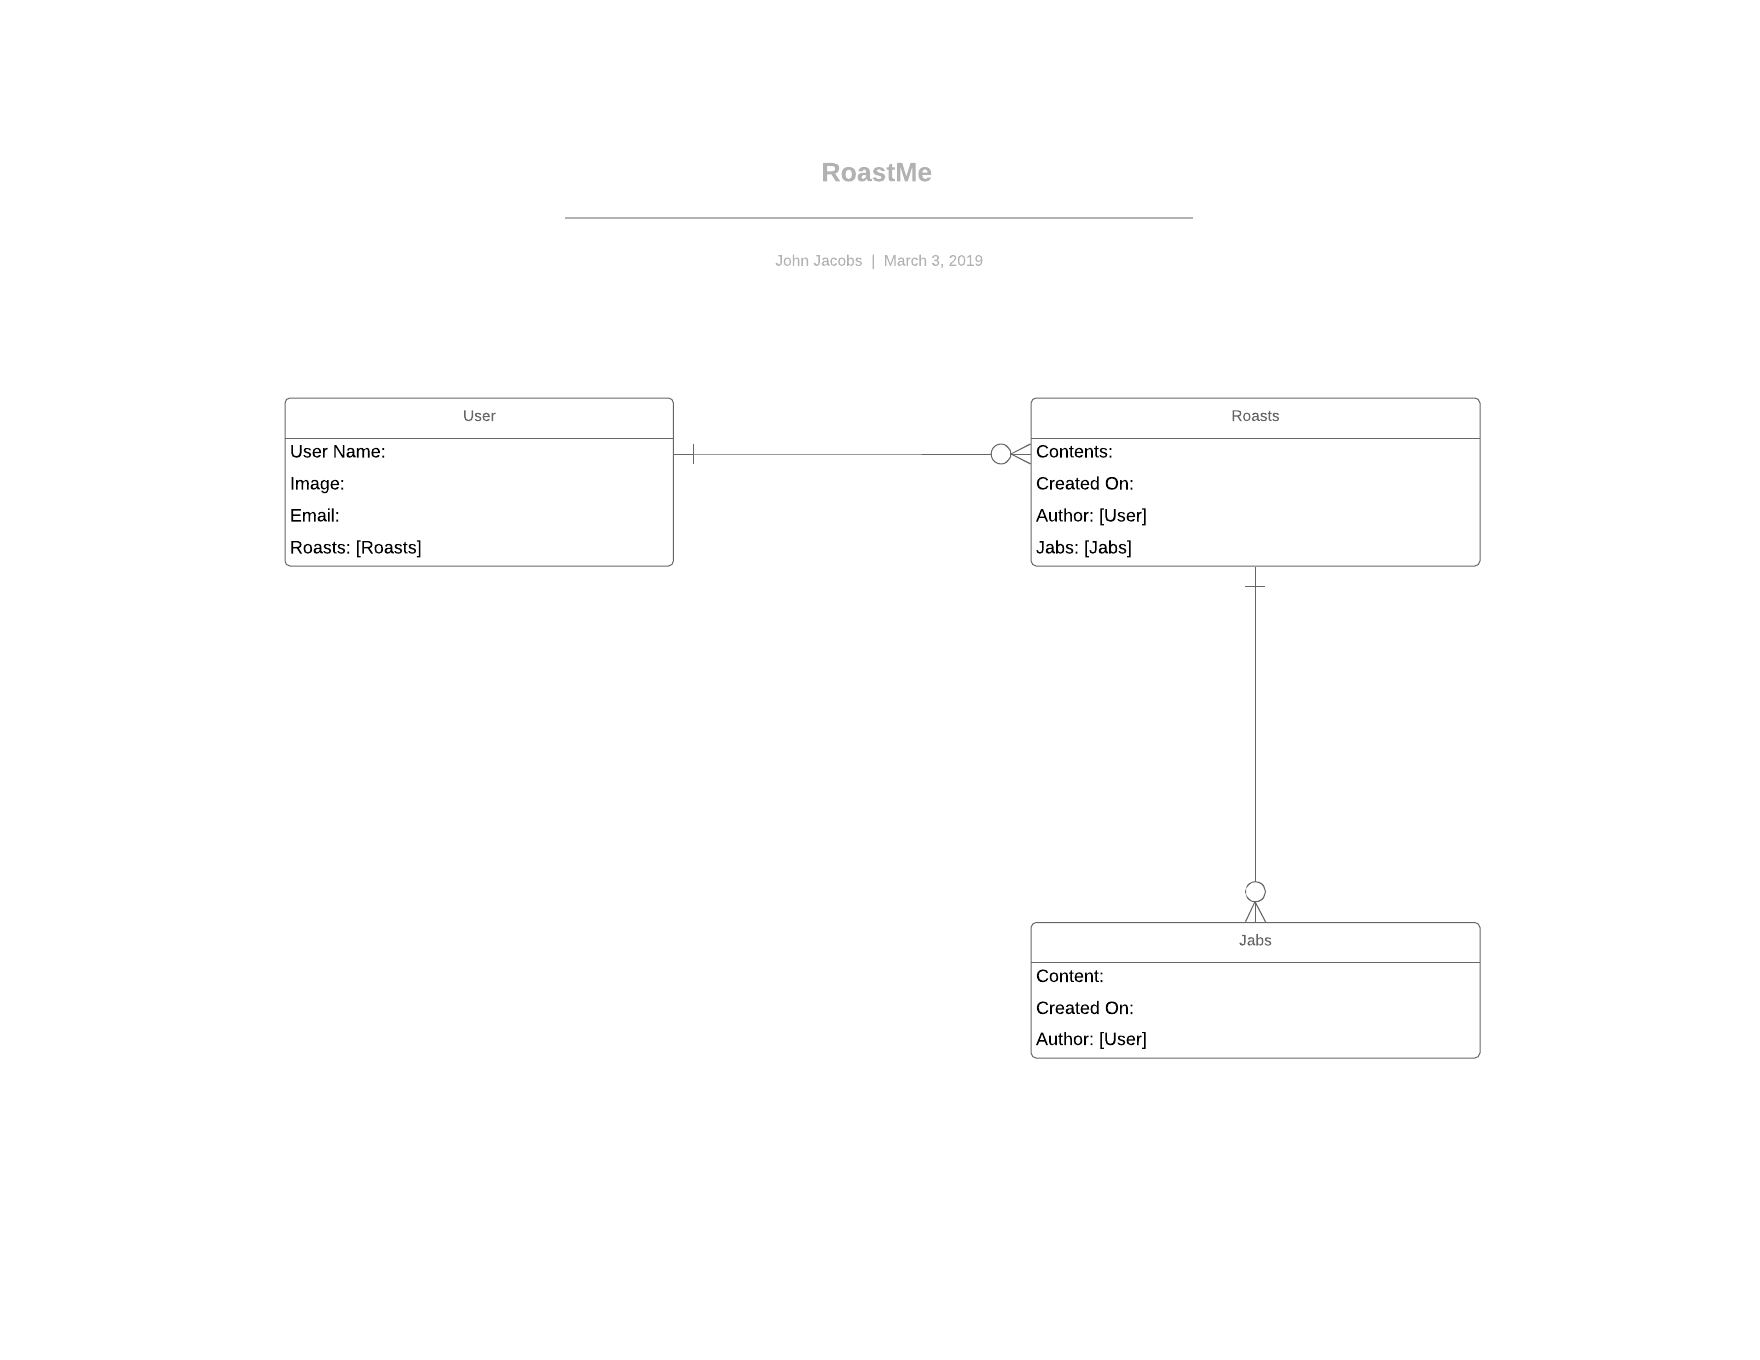 RoastMe
John Jacobs | March 3, 2019
User
User Name:
Image:
Email:
Roasts: [Roasts]
Roasts
Contents:
Created On:
Author: [User]
Jabs: [Jabs]
Jabs
Content:
Created On:
Author: [User]